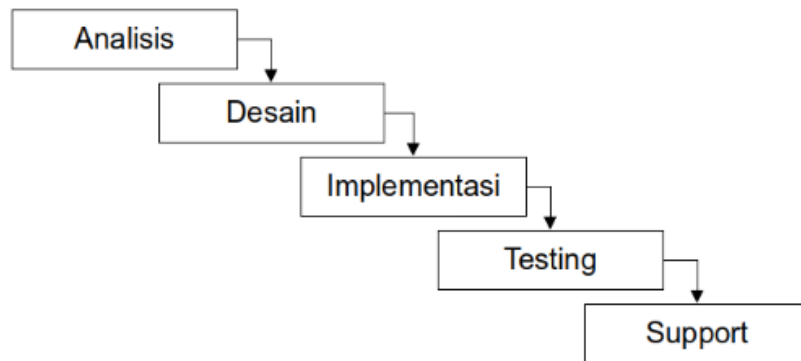 Analisis
Desain
Implementasi
Testing
Support